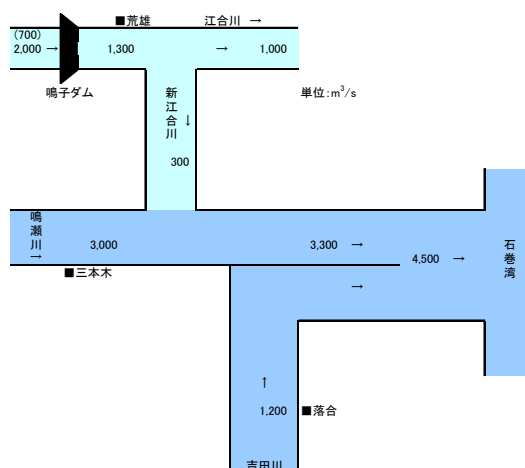 ■荒雄
江合川 →
(700)
2,000 →
1,300
→
1,000
鳴子ダム
新江合川
↓
単位:m³/s
300
鳴瀬川
→
3,000
3,300 →
4,500 →
石巻湾
■三本木
→
↑
1,200
■落合
吉田川